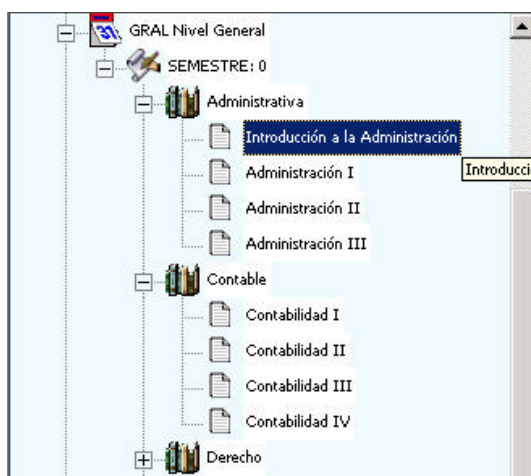 31
GRAL Nivel General
SEMESTRE: 0
Administrativa
Introducción a la Administración
Administración I
Introducci
Administración II
Administración III
Contable
Contabilidad I
Contabilidad II
Contabilidad III
Contabilidad IV
Derecho